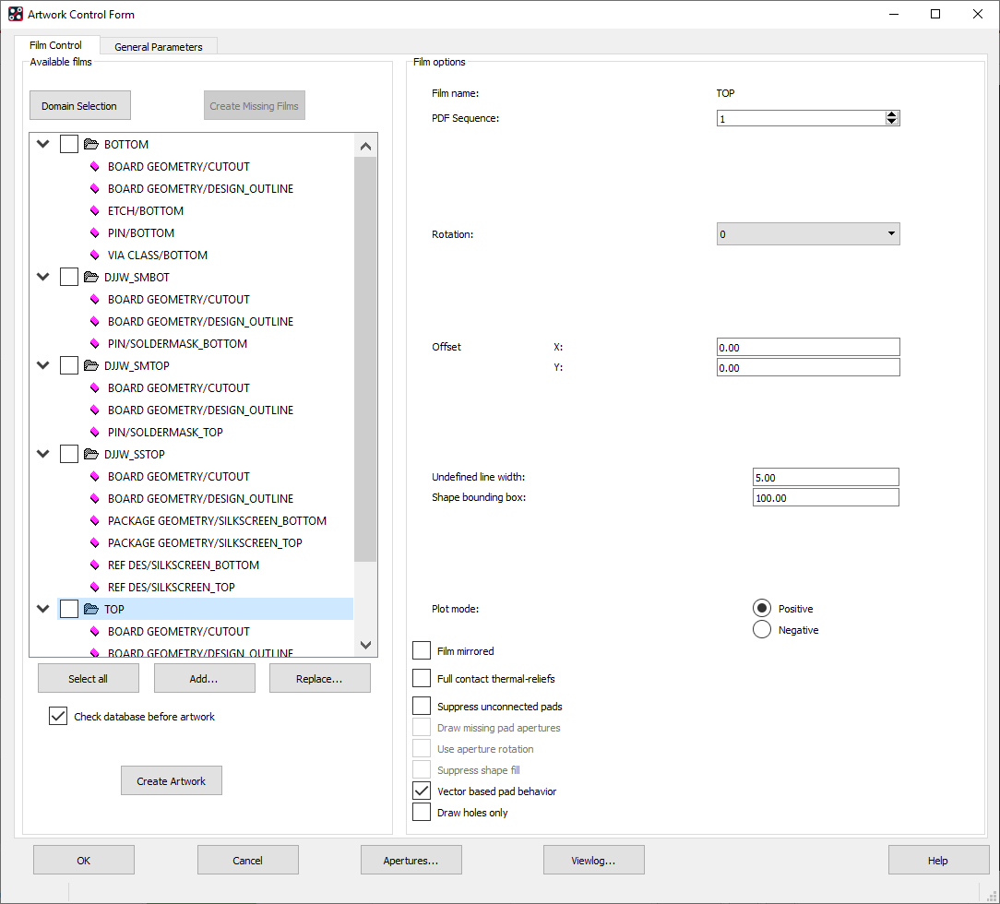 Artwork Control Form
Film Control
General Parameters
Available films
Domain Selection
Create Missing Films
BOTTOM
BOARD GEOMETRY/CUTOUT
BOARD GEOMETRY/DESIGN_OUTLINE
ETCH/BOTTOM
PIN/BOTTOM
VIA CLASS/BOTTOM
DJJW_SMBOT
BOARD GEOMETRY/CUTOUT
BOARD GEOMETRY/DESIGN_OUTLINE
PIN/SOLDERMASK_BOTTOM
DJJW_SMTOP
BOARD GEOMETRY/CUTOUT
BOARD GEOMETRY/DESIGN_OUTLINE
PIN/SOLDERMASK_TOP
DJJW_SSTOP
BOARD GEOMETRY/CUTOUT
BOARD GEOMETRY/DESIGN_OUTLINE
PACKAGE GEOMETRY/SILKSCREEN_BOTTOM
PACKAGE GEOMETRY/SILKSCREEN_TOP
REF DES/SILKSCREEN_BOTTOM
REF DES/SILKSCREEN_TOP
TOP
BOARD GEOMETRY/CUTOUT
BOARD GEOMETRY/DESIGN_OUTLINE
Select all
Add...
Replace...
Check database before artwork
Create Artwork
Film options
Film name: TOP
PDF Sequence: 1
Rotation: 0
Offset X: 0.00
Y: 0.00
Undefined line width: 5.00
Shape bounding box: 100.00
Plot mode: Positive
Negative
Film mirrored
Full contact thermal-reliefs
Suppress unconnected pads
Draw missing pad apertures
Use aperture rotation
Suppress shape fill
Vector based pad behavior
Draw holes only
OK
Cancel
Apertures...
Viewlog...
Help